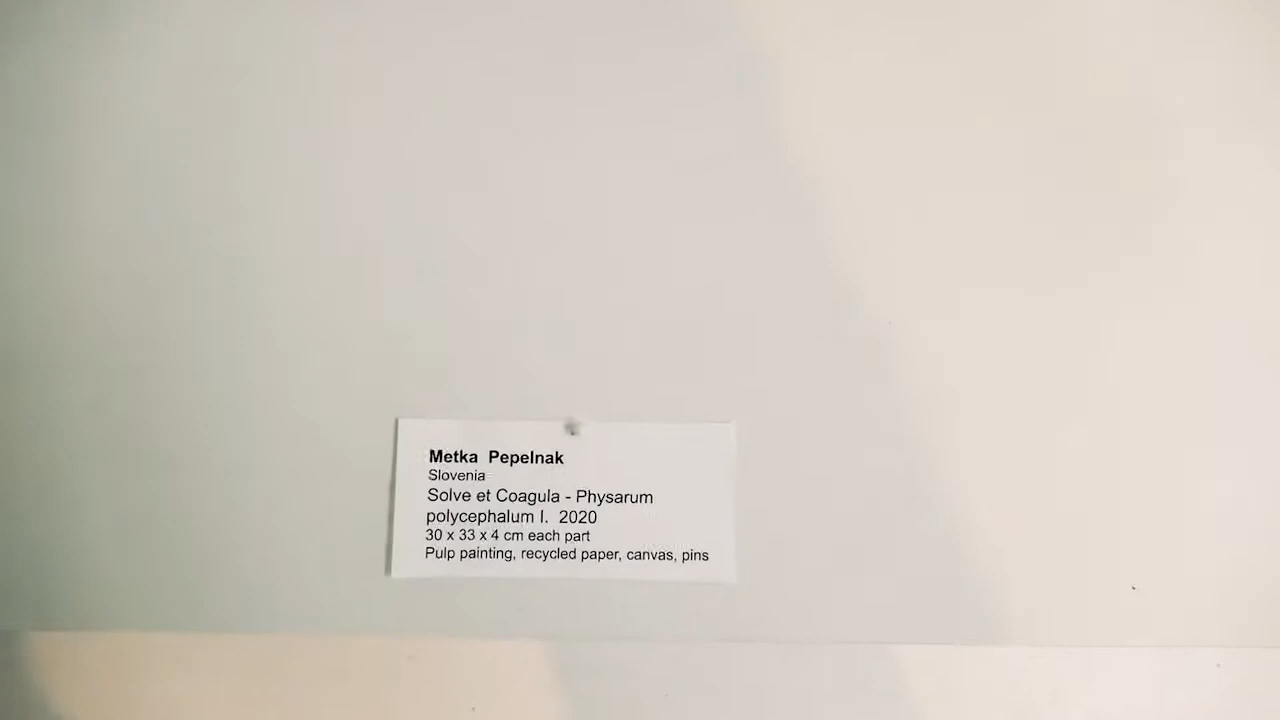 Metka Pepelnak
Slovenia
Solve et Coagula - Physarum
polycephalum I. 2020
30 x 33 x 4 cm each part
Pulp painting, recycled paper, canvas, pins